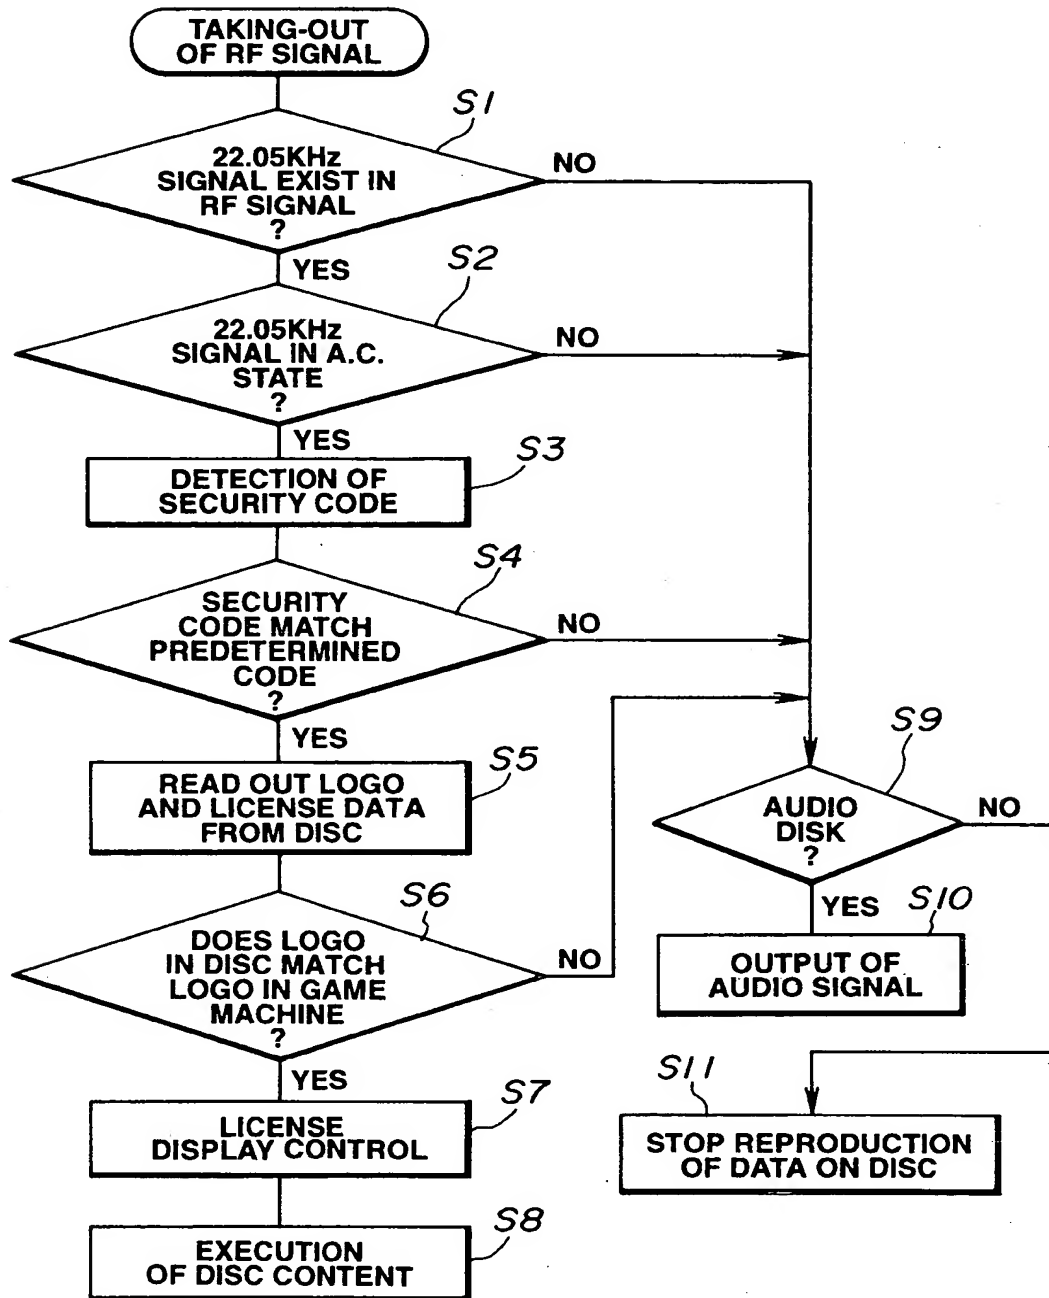 TAKING-OUT
OF RF SIGNAL
S1
22.05KHz
SIGNAL EXIST IN
RF SIGNAL
?
NO
YES
S2
22.05KHz
SIGNAL IN A.C.
STATE
?
NO
YES
S3
DETECTION OF
SECURITY CODE
S4
SECURITY
CODE MATCH
PREDETERMINED
CODE
?
NO
YES
S5
READ OUT LOGO
AND LICENSE DATA
FROM DISC
S6
DOES LOGO
IN DISC MATCH
LOGO IN GAME
MACHINE
?
NO
YES
S7
LICENSE
DISPLAY CONTROL
S8
EXECUTION
OF DISC CONTENT
S9
AUDIO
DISK
?
NO
YES
S10
OUTPUT OF
AUDIO SIGNAL
S11
STOP REPRODUCTION
OF DATA ON DISC